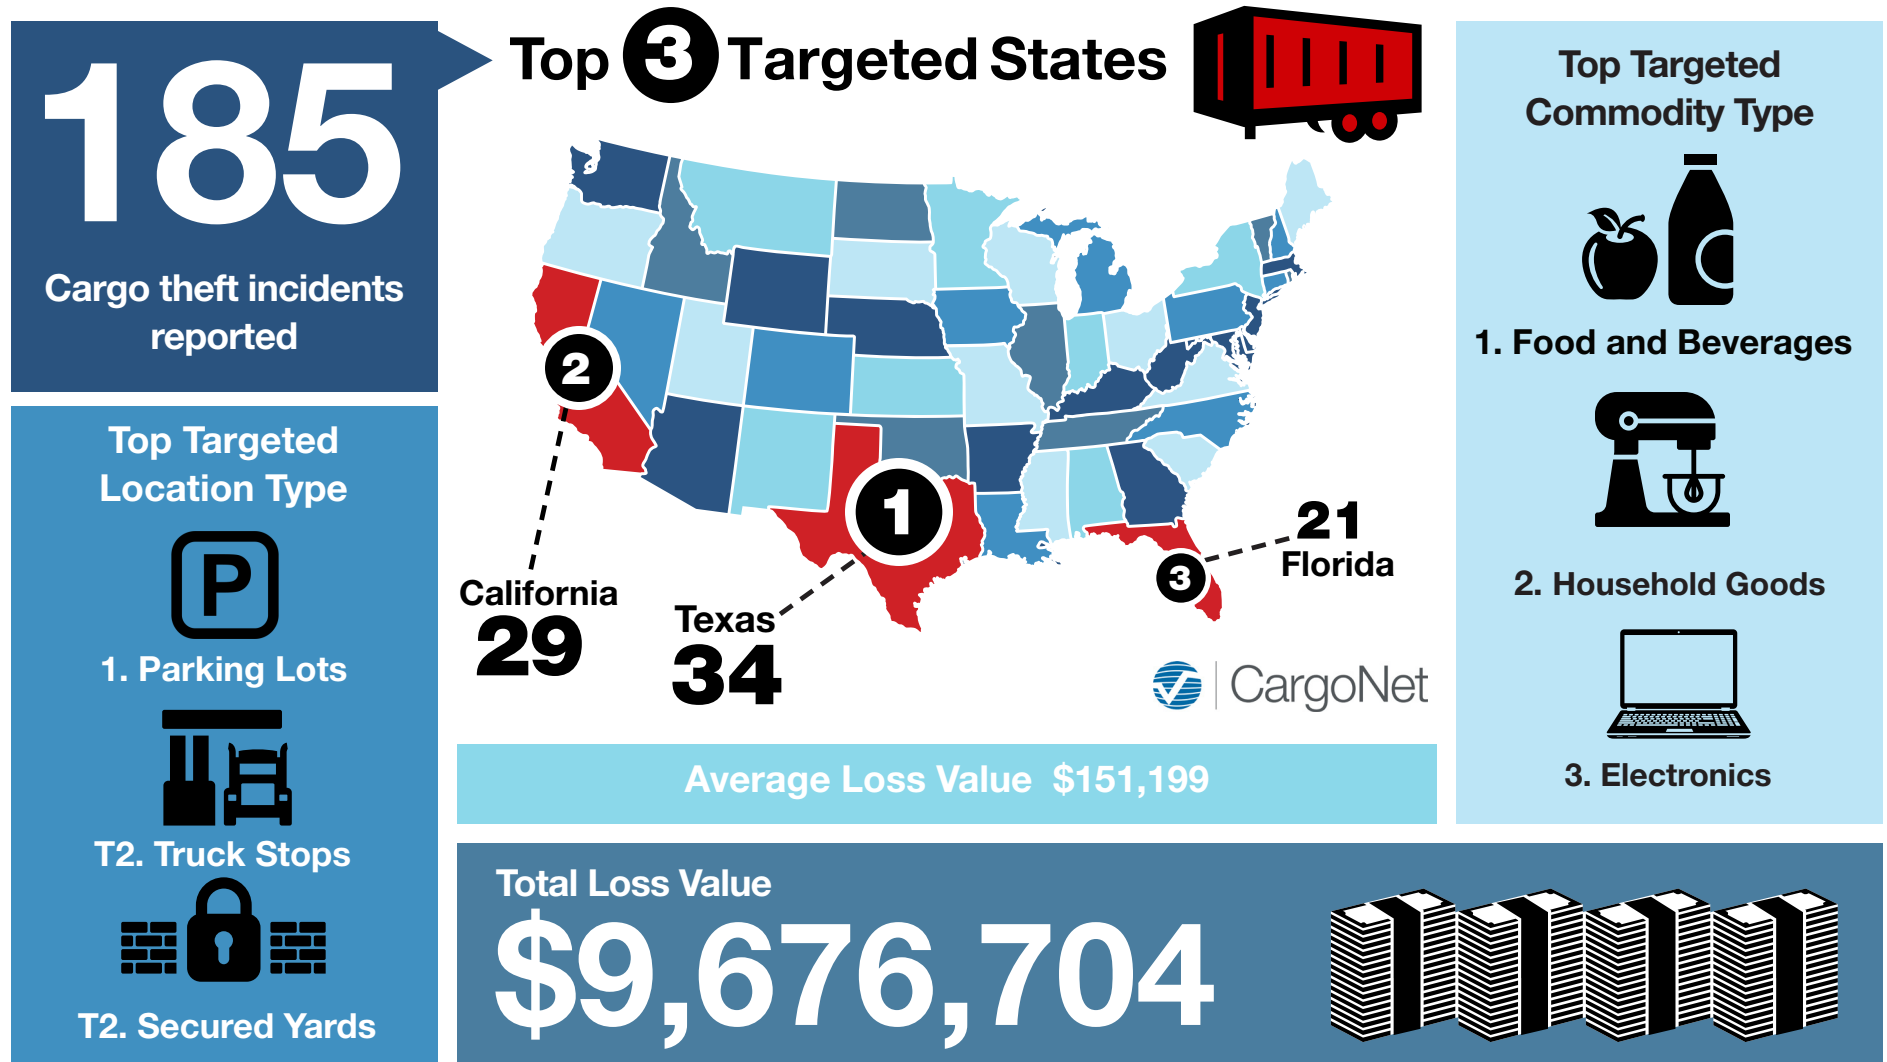 185
Cargo theft incidents
reported
Top Targeted
Location Type
P
1. Parking Lots
T2. Truck Stops
T2. Secured Yards
Top 3 Targeted States
2
1
3
California
29
Texas
34
21
Florida
CargoNet
Average Loss Value $151,199
Total Loss Value
$9,676,704
Top Targeted
Commodity Type
1. Food and Beverages
2. Household Goods
3. Electronics